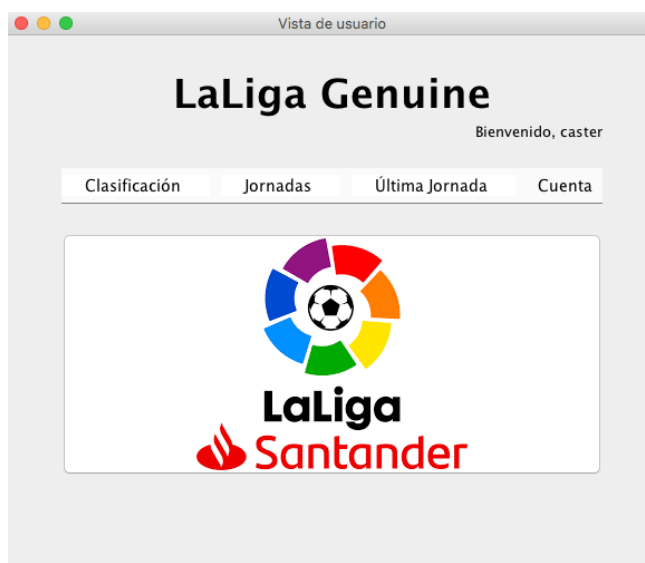 Vista de usuario
LaLiga Genuine
Bienvenido, caster
Clasificación Jornadas Última Jornada Cuenta
LaLiga
Santander